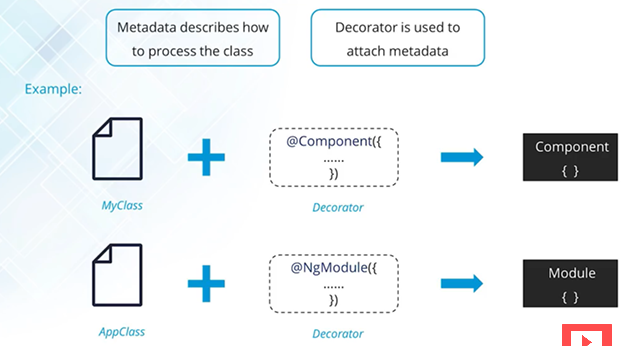 Metadata describes how
to process the class
Decorator is used to
attach metadata
Example:
@Component({
......
})
Component
{ }
MyClass
Decorator
@NgModule({
......
})
Module
{ }
AppClass
Decorator